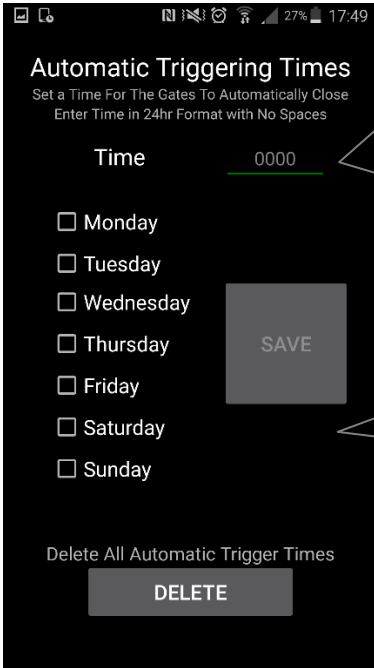 27% 17:49
Automatic Triggering Times
Set a Time For The Gates To Automatically Close
Enter Time in 24hr Format with No Spaces
Time 0000
Monday
Tuesday
Wednesday
Thursday
SAVE
Friday
Saturday
Sunday
Delete All Automatic Trigger Times
DELETE